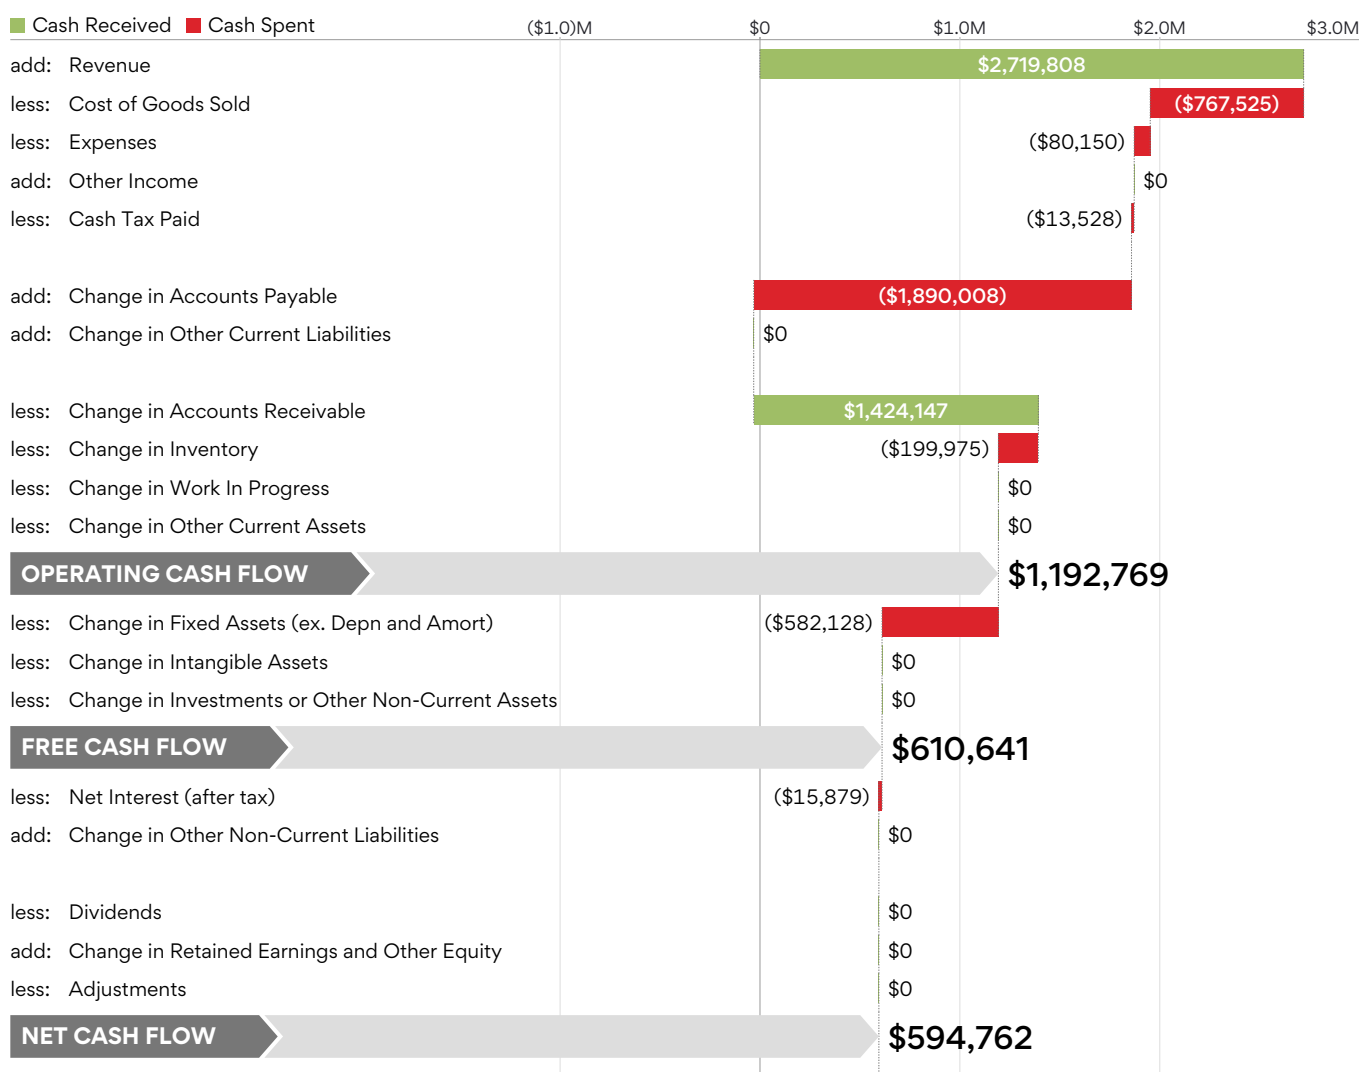 Cash Received Cash Spent ($1.0)M $0 $1.0M $2.0M $3.0M
add: Revenue $2,719,808
less: Cost of Goods Sold ($767,525)
less: Expenses ($80,150)
add: Other Income $0
less: Cash Tax Paid ($13,528)
add: Change in Accounts Payable ($1,890,008)
add: Change in Other Current Liabilities $0
less: Change in Accounts Receivable $1,424,147
less: Change in Inventory ($199,975)
less: Change in Work In Progress $0
less: Change in Other Current Assets $0
OPERATING CASH FLOW $1,192,769
less: Change in Fixed Assets (ex. Depn and Amort) ($582,128)
less: Change in Intangible Assets $0
less: Change in Investments or Other Non-Current Assets $0
FREE CASH FLOW $610,641
less: Net Interest (after tax) ($15,879)
add: Change in Other Non-Current Liabilities $0
less: Dividends $0
add: Change in Retained Earnings and Other Equity $0
less: Adjustments $0
NET CASH FLOW $594,762